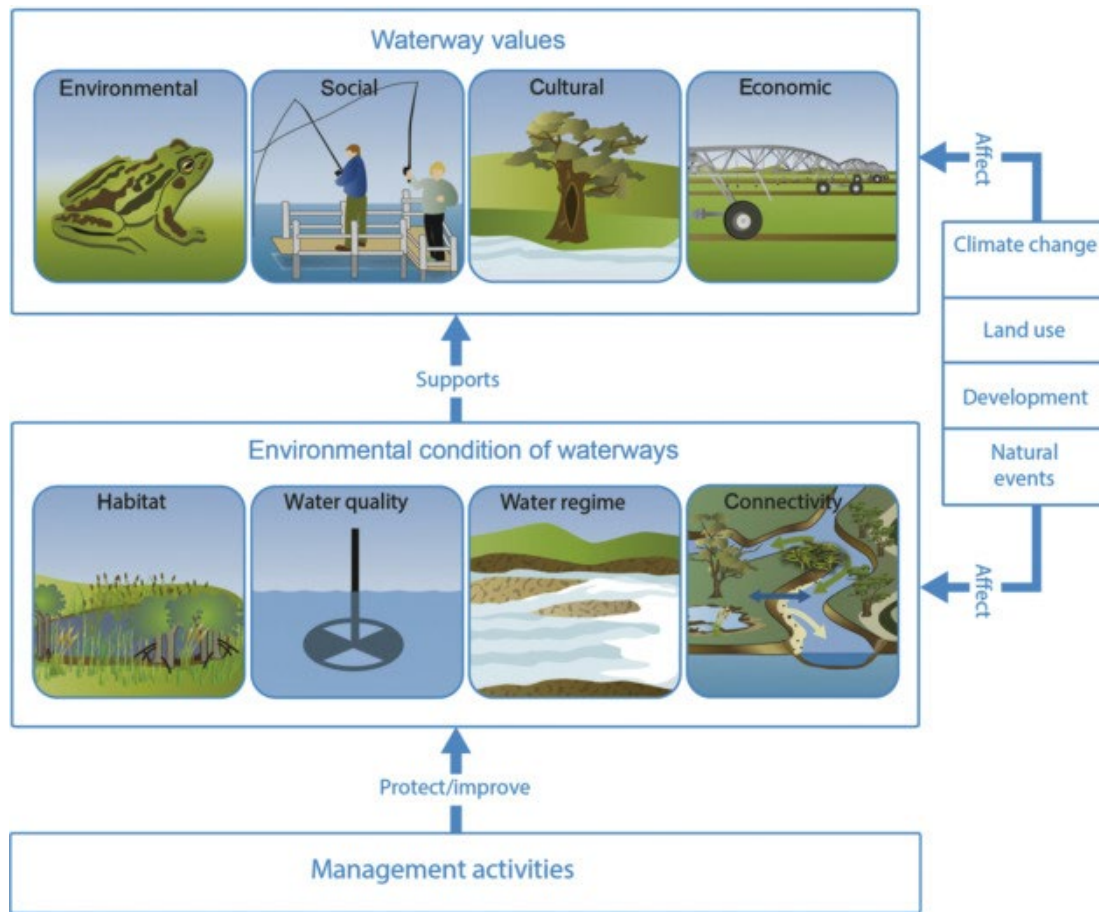 Waterway values
Environmental
Social
Cultural
Economic
Affect
Climate change
Land use
Development
Natural
events
Affect
Supports
Environmental condition of waterways
Habitat
Water quality
Water regime
Connectivity
Protect/improve
Management activities